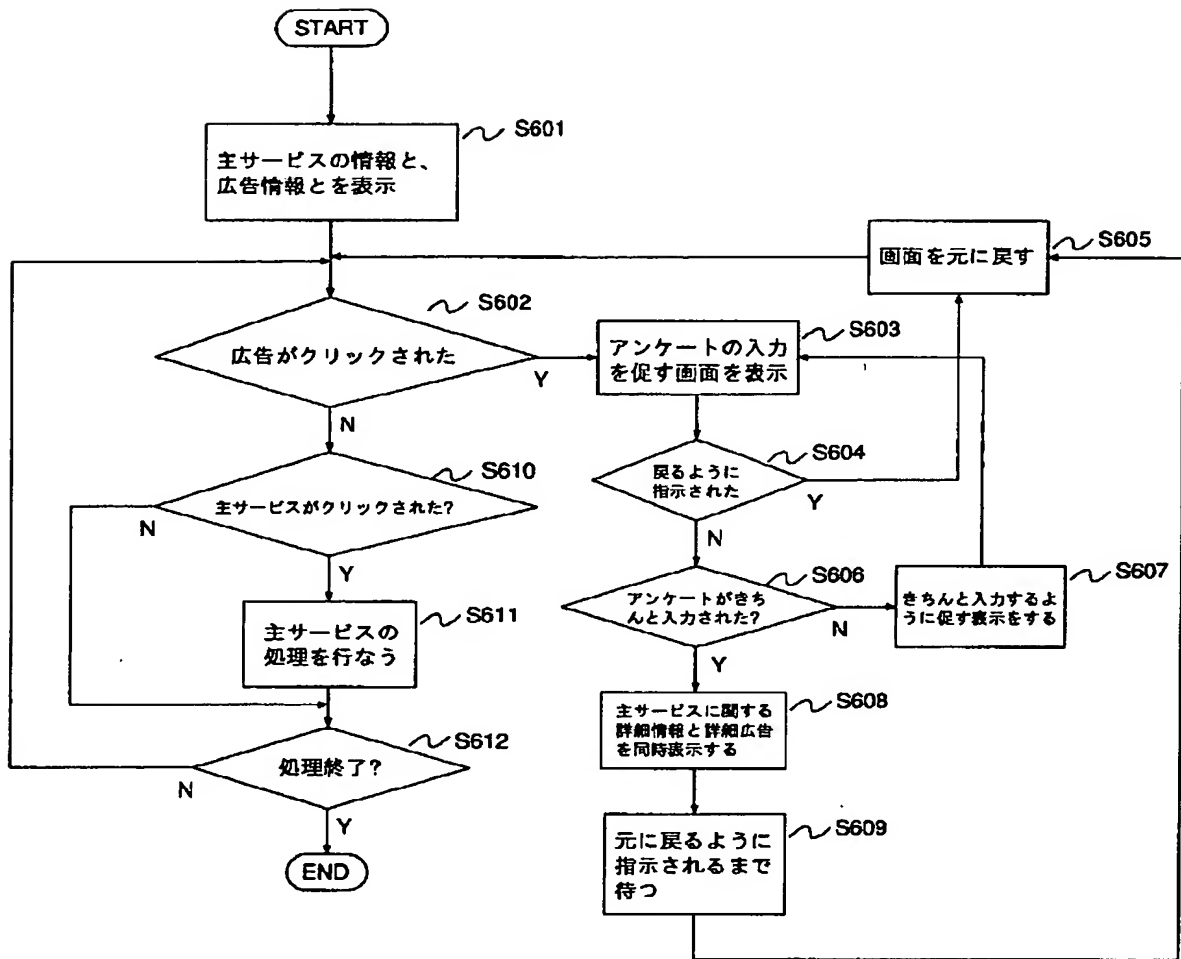 START
S601
主サービスの情報と、
広告情報とを表示
S605
画面を元に戻す
S602
広告がクリックされた
Y
N
S603
アンケートの入力
を促す画面を表示
S604
戻るように
指示された
Y
N
S610
主サービスがクリックされた?
N
Y
S606
アンケートがきち
んと入力された?
N
Y
S607
きちんと入力するよ
うに促す表示をする
S611
主サービスの
処理を行なう
S608
主サービスに関する
詳細情報と詳細広告
を同時表示する
S612
処理終了?
N
Y
S609
元に戻るように
指示されるまで
待つ
END